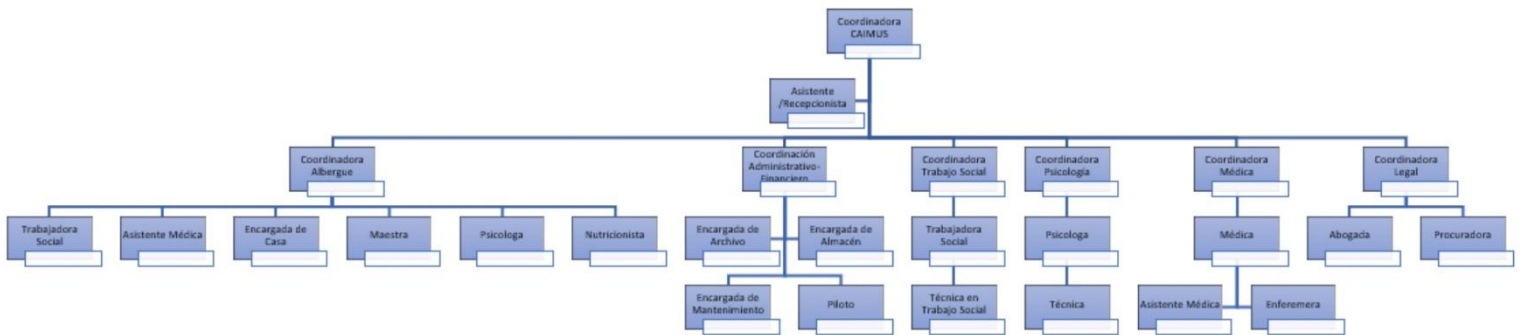 Coordinadora
CAIMUS
Asistente
/Recepcionista
Coordinadora
Albergue
Coordinación
Administrativo-
Financiero
Coordinadora
Trabajo Social
Coordinadora
Psicología
Coordinadora
Médica
Coordinadora
Legal
Trabajadora
Social
Asistente Médica
Encargada de
Casa
Maestra
Psicologa
Nutricionista
Encargada de
Archivo
Encargada de
Almacén
Trabajadora
Social
Psicologa
Médica
Abogada
Procuradora
Encargada de
Mantenimiento
Piloto
Técnica en
Trabajo Social
Técnica
Asistente Médica
Enferemera